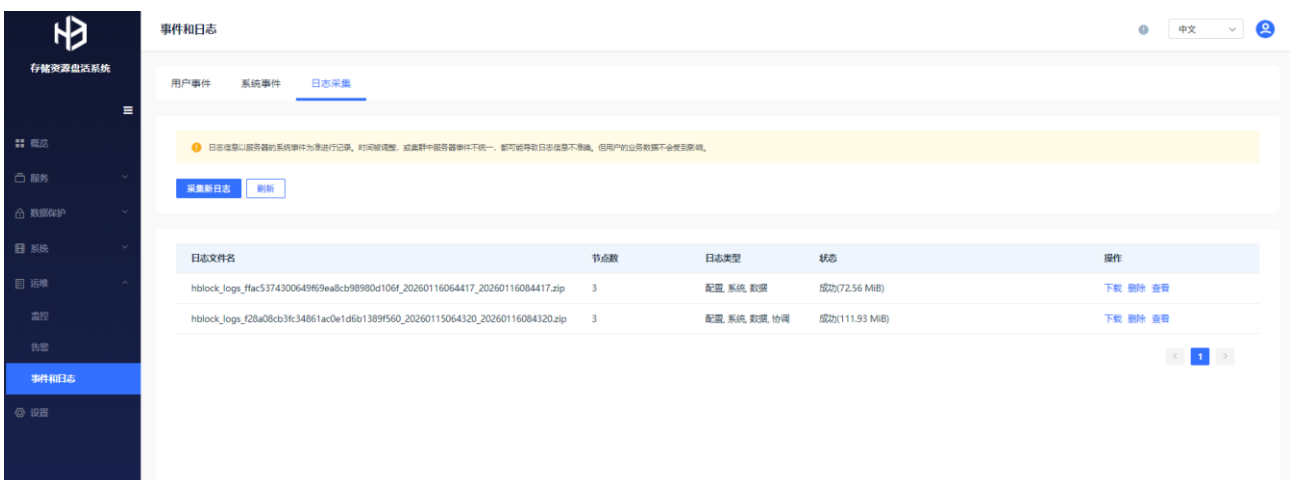 事件和日志
中文
存储资源盘活系统
用户事件 系统事件 日志采集
概览
日志信息以服务器的系统事件为准进行记录。时间被调整，或集群中服务器事件不统一，都可能导致日志信息不准确。但用户的业务数据不会受到影响。
服务
采集新日志 刷新
数据保护
系统
日志文件名 节点数 日志类型 状态 操作
运维
hblock_logs_ffac5374300649f69ea8cb98980d106f_20260116064417_20260116084417.zip 3 配置, 系统, 数据 成功(72.56 MiB) 下载 删除 查看
监控
hblock_logs_f28a08cb3fc34861ac0e1d6b1389f560_20260115064320_20260116084320.zip 3 配置, 系统, 数据, 协调 成功(111.93 MiB) 下载 删除 查看
告警
< 1 >
事件和日志
设置